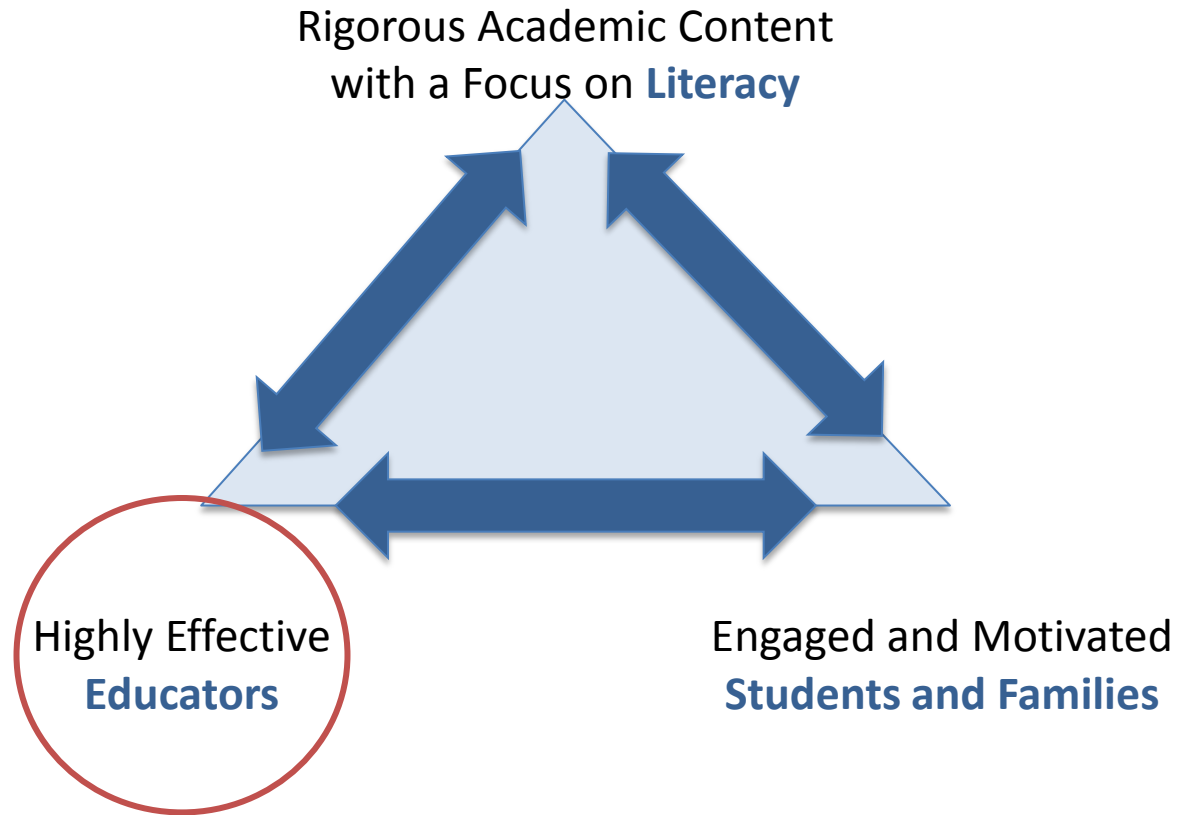 Rigorous Academic Content
with a Focus on Literacy
Highly Effective
Educators
Engaged and Motivated
Students and Families